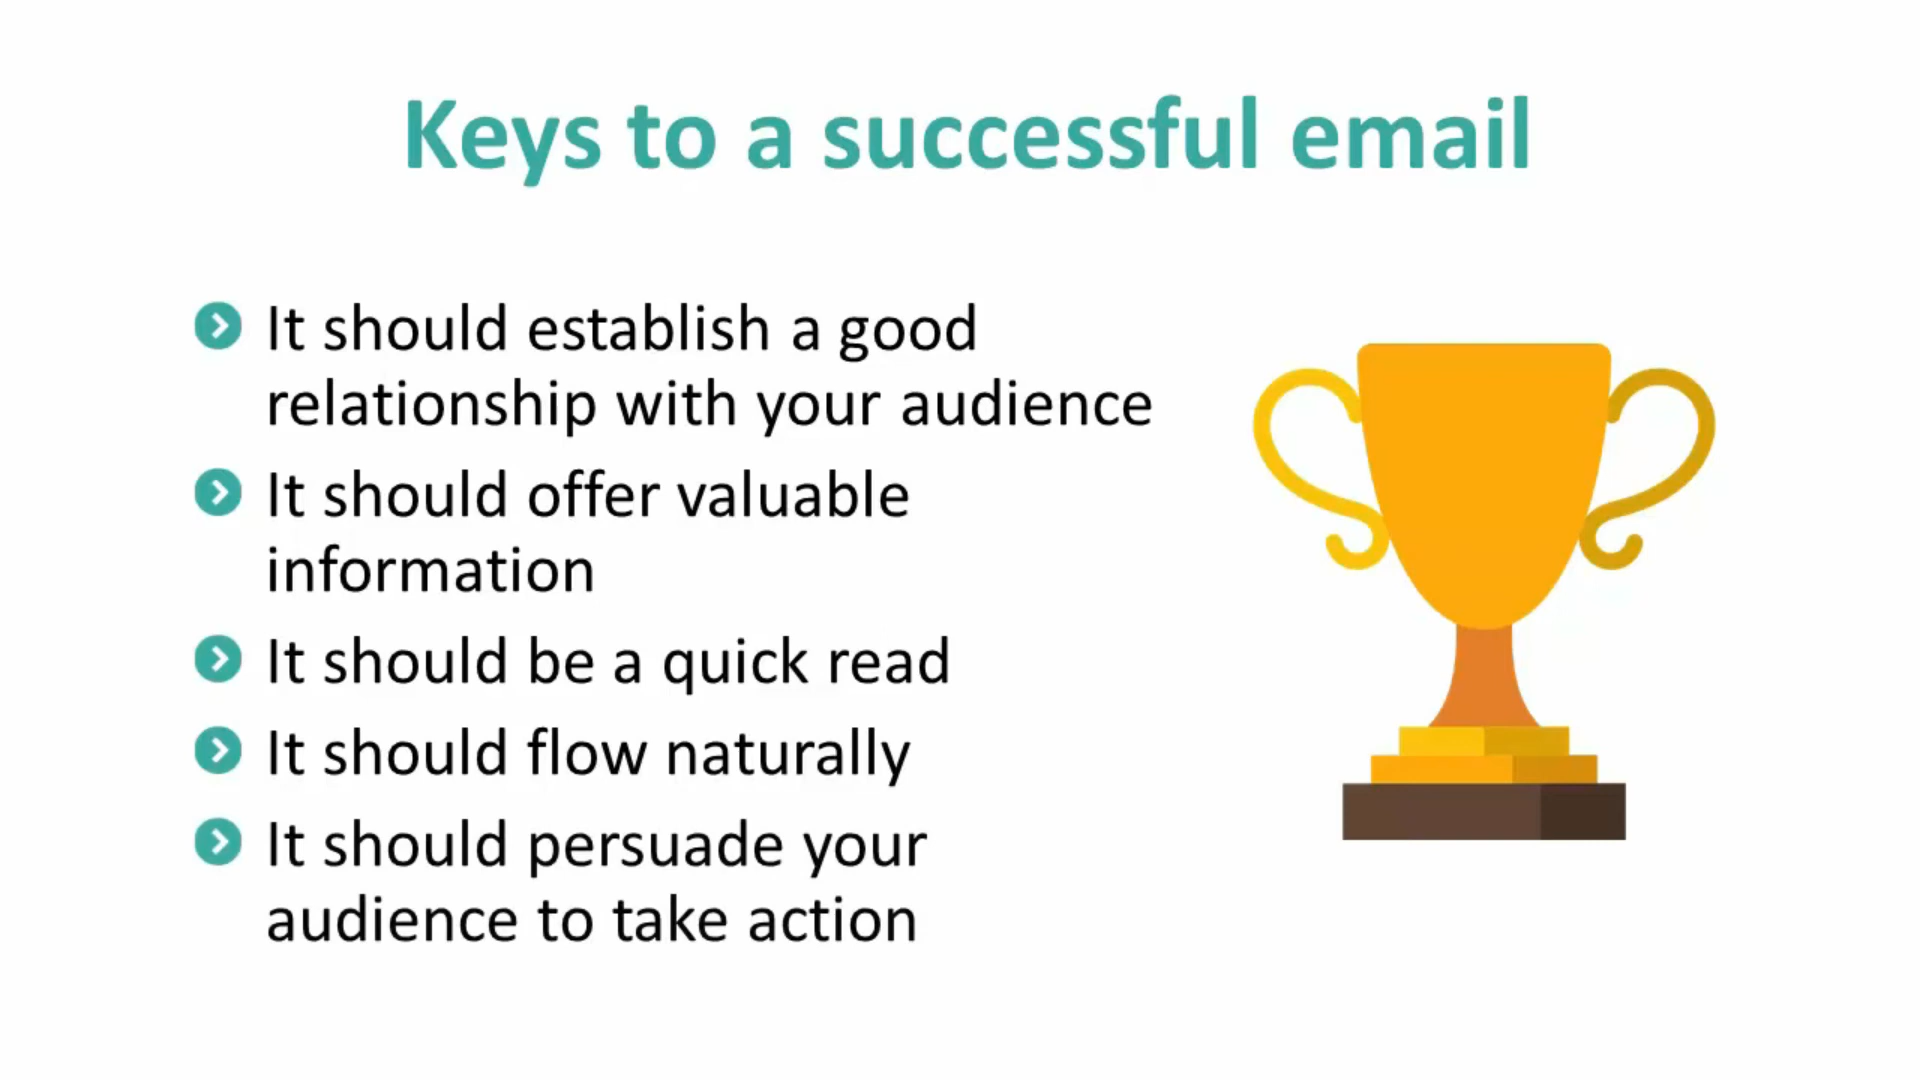 Keys to a successful email
It should establish a good
relationship with your audience
It should offer valuable
information
It should be a quick read
It should flow naturally
It should persuade your
audience to take action